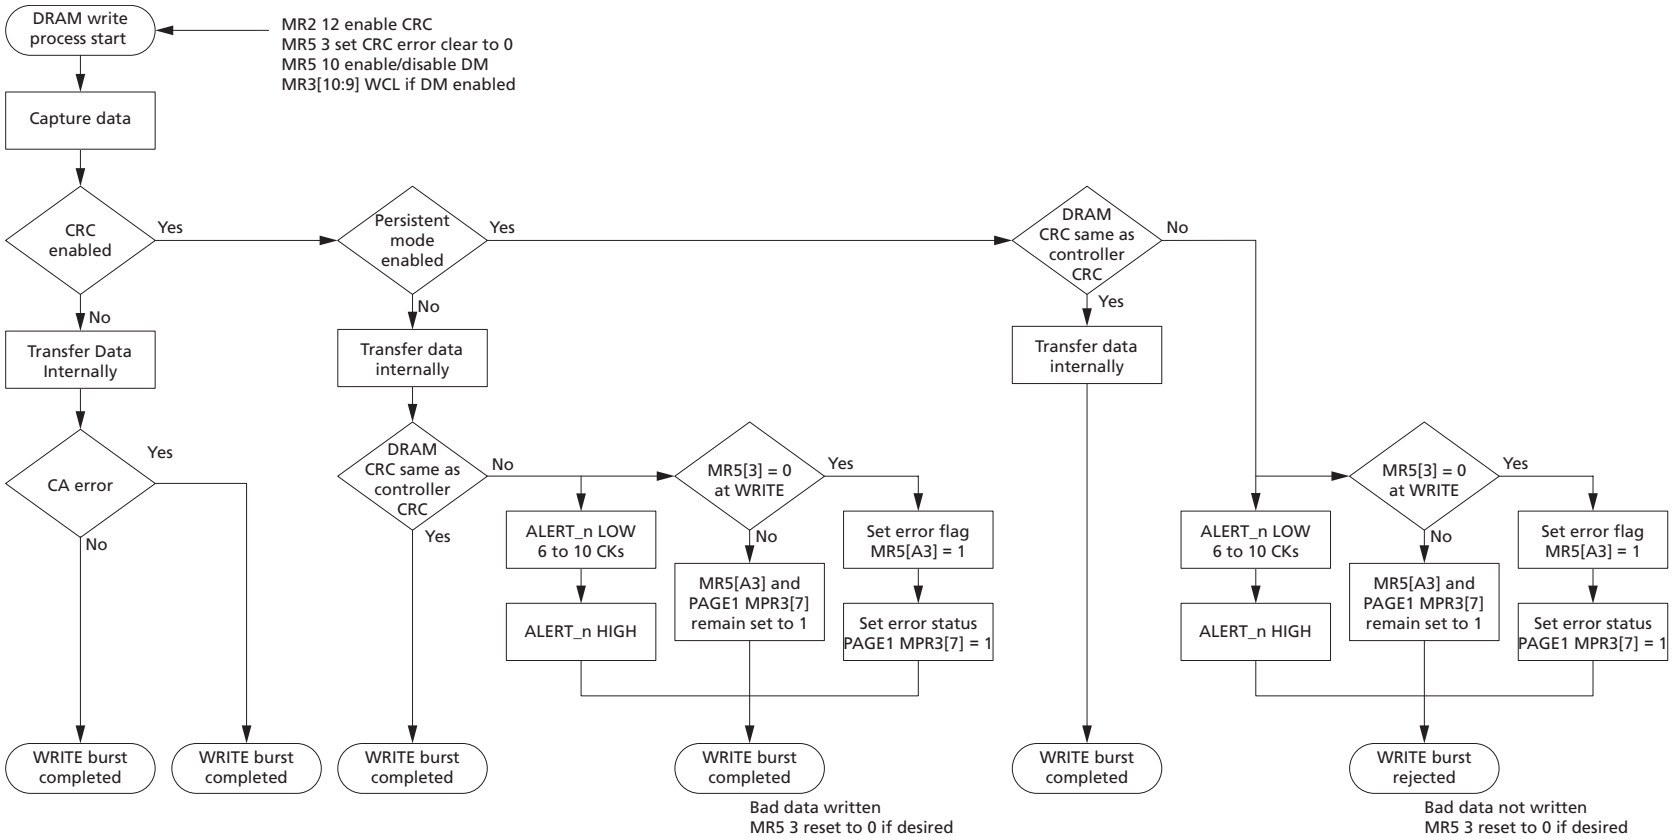 DRAM write
process start
MR2 12 enable CRC
MR5 3 set CRC error clear to 0
MR5 10 enable/disable DM
MR3[10:9] WCL if DM enabled
Capture data
CRC
enabled
Yes
Persistent
mode
enabled
Yes
DRAM
CRC same as
controller
CRC
No
No
No
Yes
Transfer Data
Internally
Transfer data
internally
Transfer data
internally
CA error
Yes
No
DRAM
CRC same as
controller
CRC
No
Yes
MR5[3] = 0
at WRITE
Yes
No
ALERT_n LOW
6 to 10 CKs
ALERT_n HIGH
MR5[A3] and
PAGE1 MPR3[7]
remain set to 1
Set error flag
MR5[A3] = 1
Set error status
PAGE1 MPR3[7] = 1
MR5[3] = 0
at WRITE
Yes
No
ALERT_n LOW
6 to 10 CKs
ALERT_n HIGH
MR5[A3] and
PAGE1 MPR3[7]
remain set to 1
Set error flag
MR5[A3] = 1
Set error status
PAGE1 MPR3[7] = 1
WRITE burst
completed
WRITE burst
completed
WRITE burst
completed
WRITE burst
completed
Bad data written
MR5 3 reset to 0 if desired
WRITE burst
completed
WRITE burst
rejected
Bad data not written
MR5 3 reset to 0 if desired